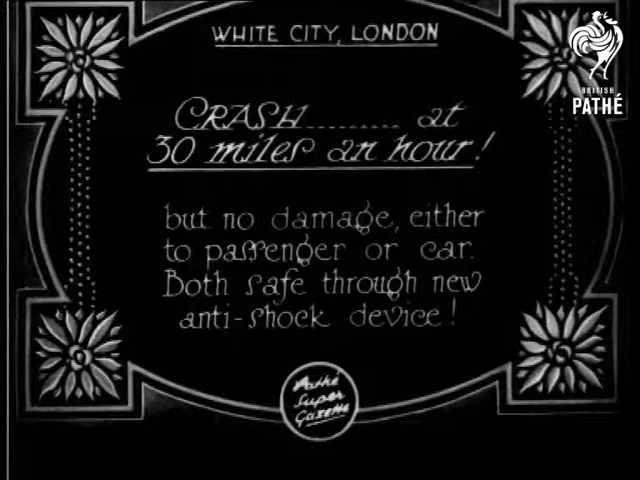 WHITE CITY, LONDON
BRITISH
PATHÉ
CRASH......... at
30 miles an hour!
but no damage, either
to passenger or car.
Both safe through new
anti-shock device!
Pathé
Super
Gazette